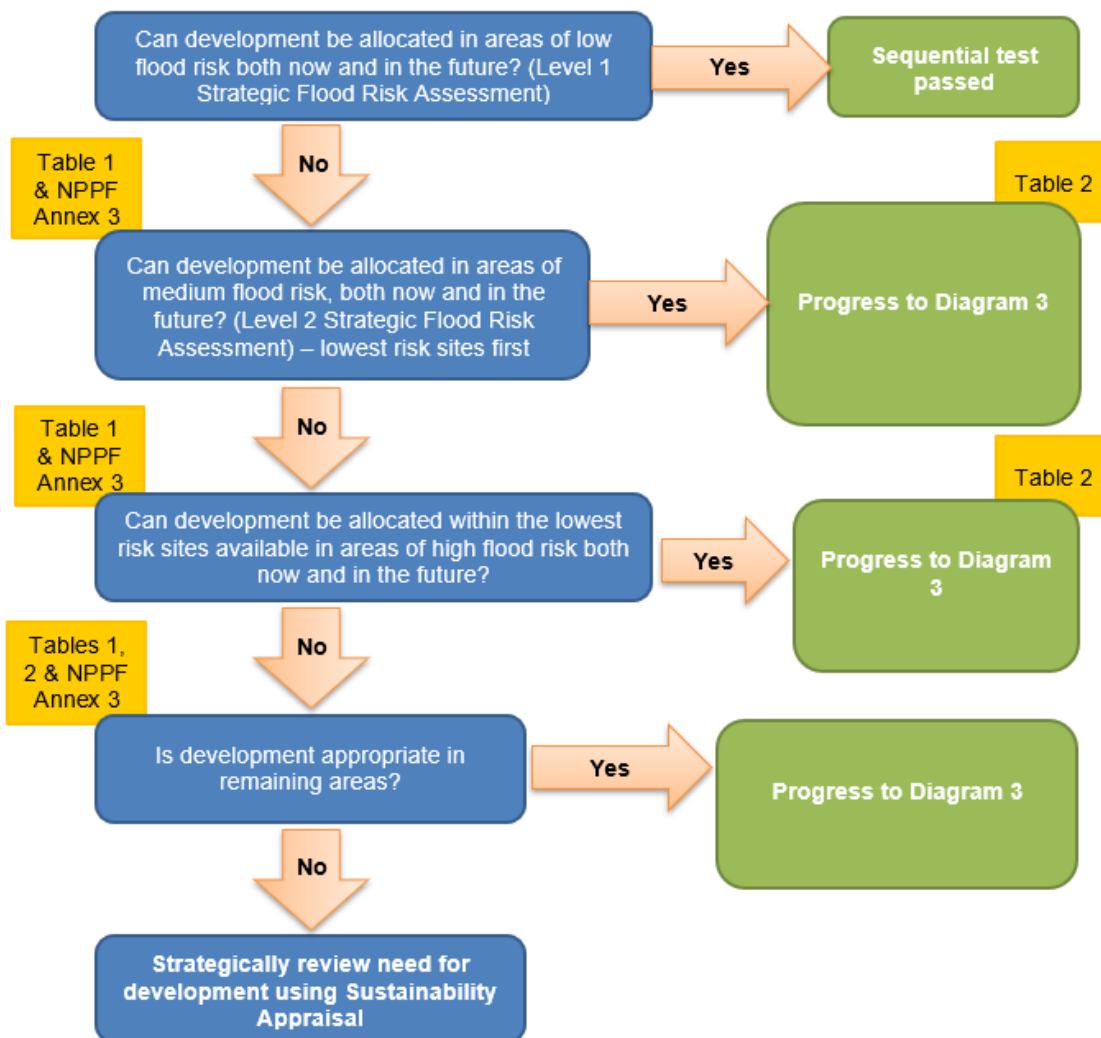 Can development be allocated in areas of low
flood risk both now and in the future? (Level 1
Strategic Flood Risk Assessment)
Yes
Sequential test
passed
No
Table 1
& NPPF
Annex 3
Table 2
Can development be allocated in areas of
medium flood risk, both now and in the
future? (Level 2 Strategic Flood Risk
Assessment) – lowest risk sites first
Yes
Progress to Diagram 3
No
Table 1
& NPPF
Annex 3
Table 2
Can development be allocated within the lowest
risk sites available in areas of high flood risk both
now and in the future?
Yes
Progress to Diagram
3
No
Tables 1,
2 & NPPF
Annex 3
Is development appropriate in
remaining areas?
Yes
Progress to Diagram 3
No
Strategically review need for
development using Sustainability
Appraisal